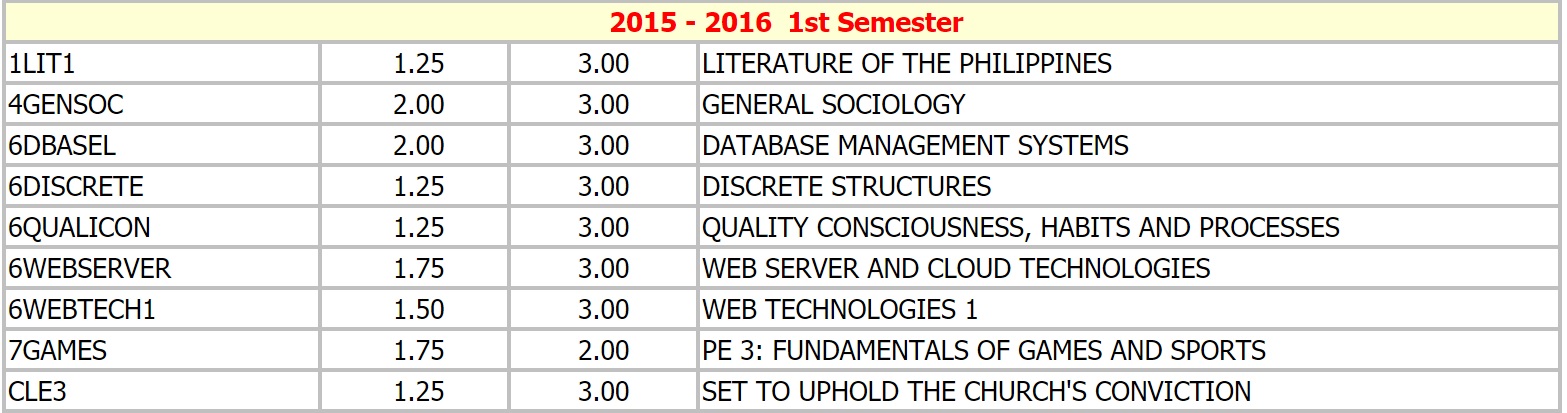 2015 - 2016 1st Semester
1LIT1 1.25 3.00 LITERATURE OF THE PHILIPPINES
4GENSOC 2.00 3.00 GENERAL SOCIOLOGY
6DBASEL 2.00 3.00 DATABASE MANAGEMENT SYSTEMS
6DISCRETE 1.25 3.00 DISCRETE STRUCTURES
6QUALICON 1.25 3.00 QUALITY CONSCIOUSNESS, HABITS AND PROCESSES
6WEBSERVER 1.75 3.00 WEB SERVER AND CLOUD TECHNOLOGIES
6WEBTECH1 1.50 3.00 WEB TECHNOLOGIES 1
7GAMES 1.75 2.00 PE 3: FUNDAMENTALS OF GAMES AND SPORTS
CLE3 1.25 3.00 SET TO UPHOLD THE CHURCH'S CONVICTION